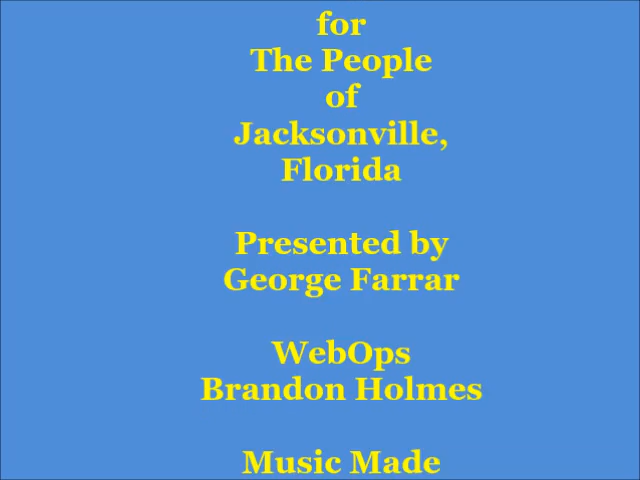 for
The People
of
Jacksonville,
Florida
Presented by
George Farrar
WebOps
Brandon Holmes
Music Made